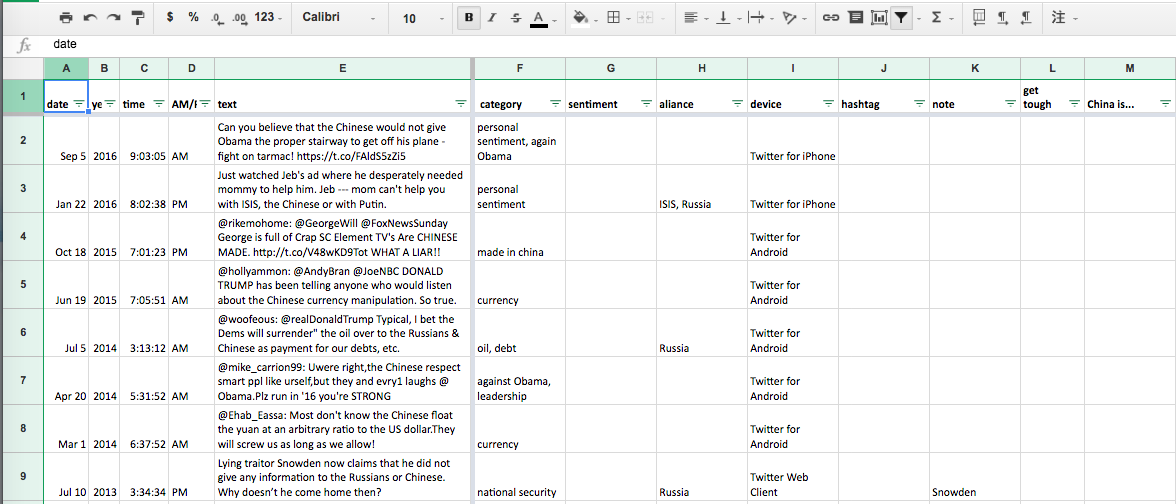 $ % .0 .00 123 Calibri 10 B I S A Σ 注
fx date
A B C D E F G H I J K L M
1 date ye time AM/ text category sentiment aliance device hashtag note get tough China is...
2 Sep 5 2016 9:03:05 AM Can you believe that the Chinese would not give
Obama the proper stairway to get off his plane -
fight on tarmac! https://t.co/FAldS5zZi5
personal
sentiment, again
Obama
Twitter for iPhone
3 Jan 22 2016 8:02:38 PM Just watched Jeb's ad where he desperately needed
mommy to help him. Jeb --- mom can't help you
with ISIS, the Chinese or with Putin.
personal
sentiment
ISIS, Russia
Twitter for iPhone
4 Oct 18 2015 7:01:23 PM @rikemohome: @GeorgeWill @FoxNewsSunday
George is full of Crap SC Element TV's Are CHINESE
MADE. http://t.co/V48wKD9Tot WHAT A LIAR!!
made in china
Twitter for
Android
5 Jun 19 2015 7:05:51 AM @hollyammon: @AndyBran @JoeNBC DONALD
TRUMP has been telling anyone who would listen
about the Chinese currency manipulation. So true.
currency
Twitter for
Android
6 Jul 5 2014 3:13:12 AM @woofeous: @realDonaldTrump Typical, I bet the
Dems will surrender" the oil over to the Russians &
Chinese as payment for our debts, etc.
oil, debt
Russia
Twitter for
Android
7 Apr 20 2014 5:31:52 AM @mike_carrion99: Uwere right,the Chinese respect
smart ppl like urself,but they and evry1 laughs @
Obama.Plz run in '16 you're STRONG
against Obama,
leadership
Twitter for
Android
8 Mar 1 2014 6:37:52 AM @Ehab_Eassa: Most don't know the Chinese float
the yuan at an arbitrary ratio to the US dollar.They
will screw us as long as we allow!
currency
Twitter for
Android
9 Jul 10 2013 3:34:34 PM Lying traitor Snowden now claims that he did not
give any information to the Russians or Chinese.
Why doesn't he come home then?
national security
Russia
Twitter Web
Client
Snowden